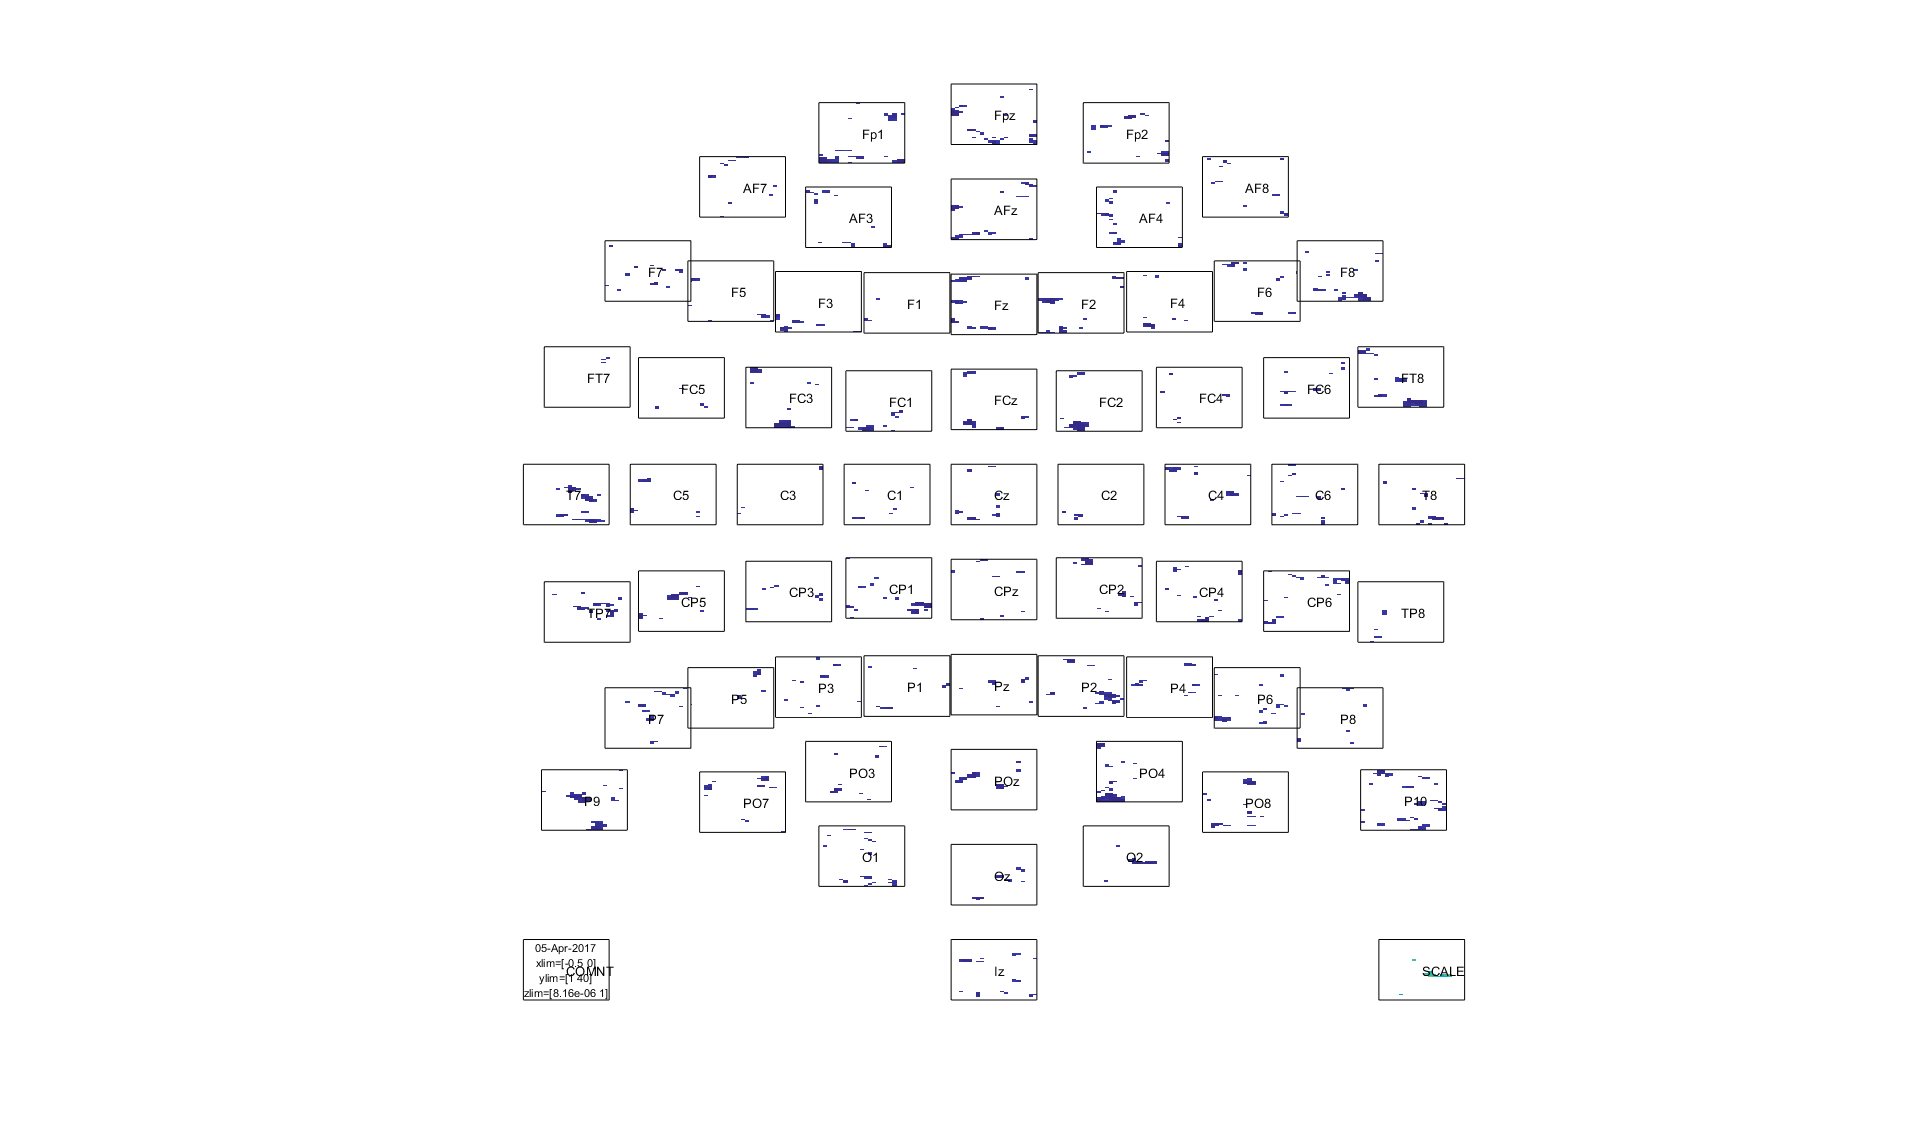 Fpz
Fp1
Fp2
AF7
AF8
AF3
AFz
AF4
F7
F8
F5
F6
F3
F1
Fz
F2
F4
FT7
FT8
FC5
FC6
FC3
FC1
FCz
FC2
FC4
T7
C5
C3
C1
Cz
C2
C4
C6
T8
CP3
CP1
CPz
CP2
CP4
TP7
CP5
CP6
TP8
P3
P1
Pz
P2
P4
P5
P6
P7
P8
PO3
POz
PO4
P9
PO7
PO8
P10
O1
Oz
O2
05-Apr-2017
xlim=[-0.5 0]
COMNT
ylim=[1 40]
zlim=[8.16e-06 1]
Iz
SCALE